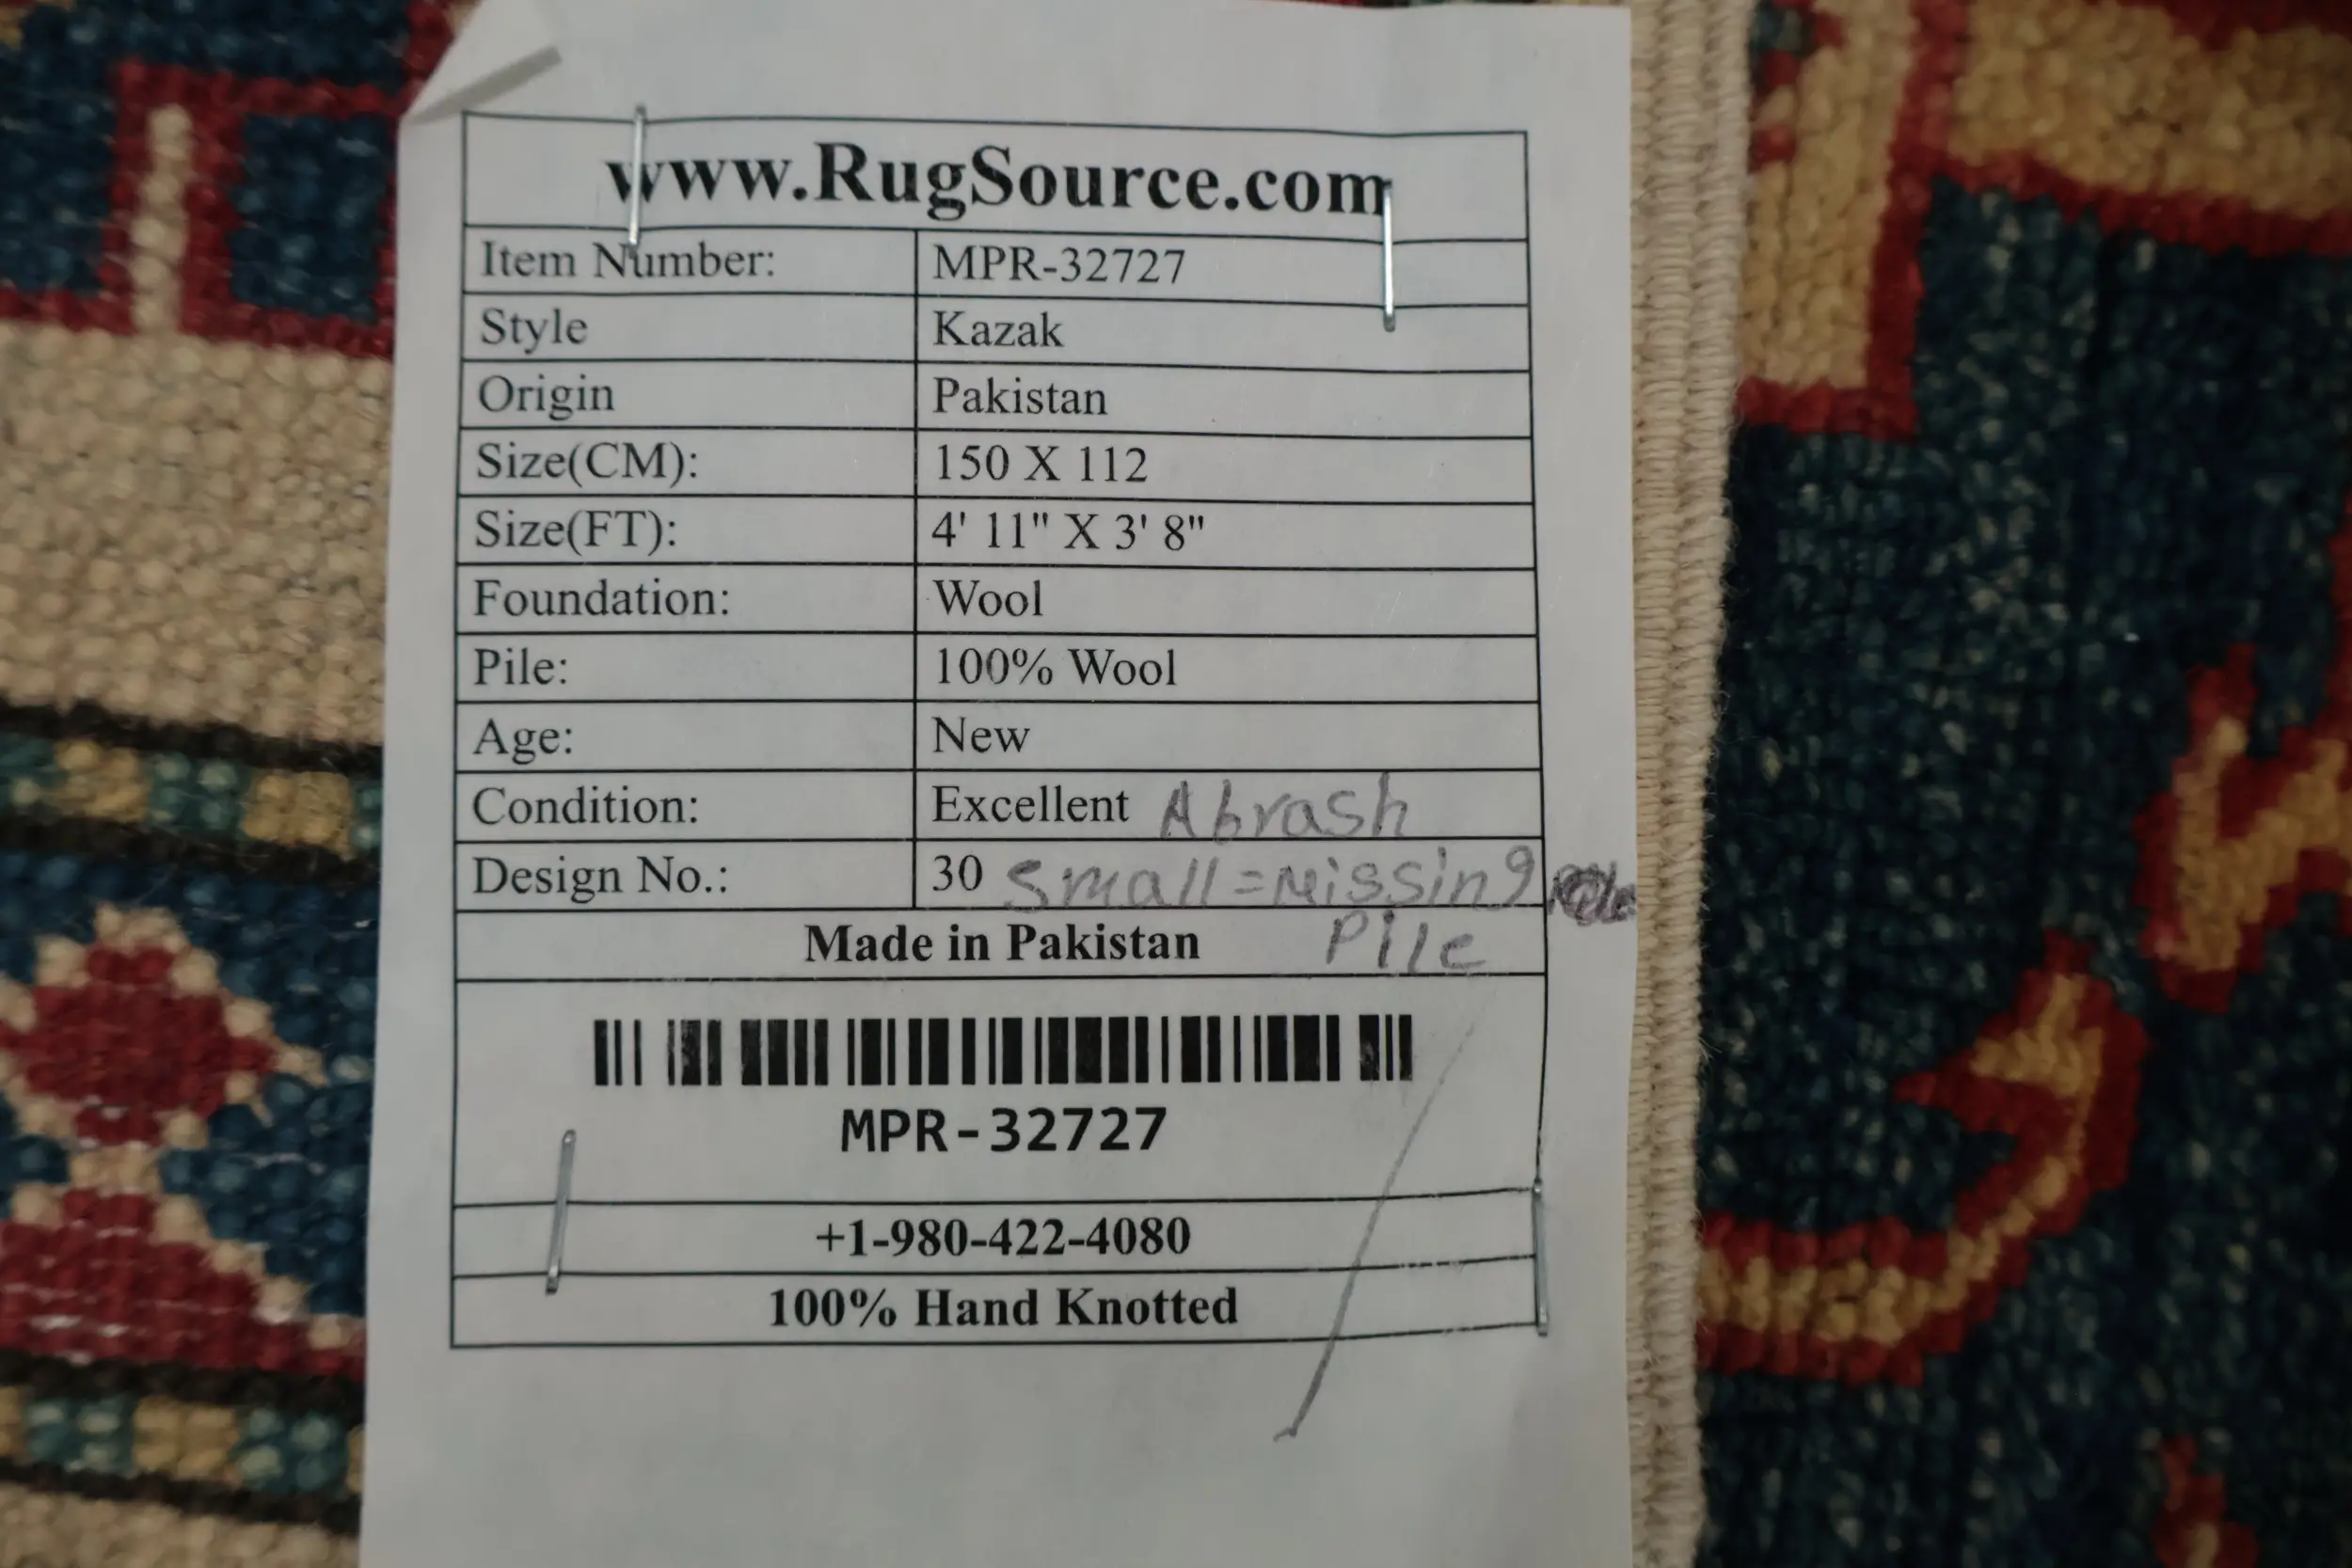 www.RugSource.com
Item Number: MPR-32727
Style Kazak
Origin Pakistan
Size(CM): 150 X 112
Size(FT): 4' 11" X 3' 8"
Foundation: Wool
Pile: 100% Wool
Age: New
Condition: Excellent Abrash
Design No.: 30 Small=Missing
Made in Pakistan Pile
MPR-32727
+1-980-422-4080
100% Hand Knotted